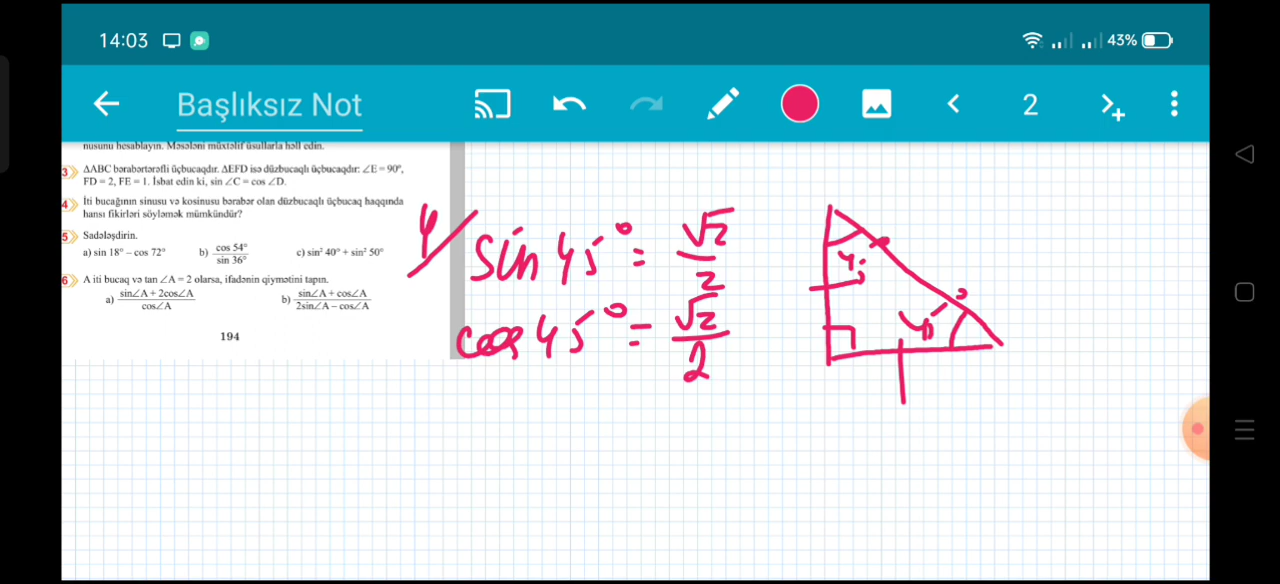 14:03
43%
Başlıksız Not
2
nusunu hesablayın. Məsələni müxtəlif üsullarla həll edin.
3 ΔABC bərabərtərəfli üçbucaqdır. ΔEFD isə düzbucaqlı üçbucaqdır: ∠E = 90°,
FD = 2, FE = 1. İsbat edin ki, sin ∠C = cos ∠D.
4 İti bucağının sinusu və kosinusu bərabər olan düzbucaqlı üçbucaq haqqında
hansı fikirləri söyləmək mümkündür?
5 Sadələşdirin.
a) sin 18° – cos 72° b) cos 54° / sin 36° c) sin² 40° + sin² 50°
6 A iti bucaq və tan ∠A = 2 olarsa, ifadənin qiymətini tapın.
a) sin∠A + 2cos∠A / cos∠A b) sin∠A + cos∠A / 2sin∠A – cos∠A
194
4/
sin 45° = √2 / 2
cos 45° = √2 / 2
45
45°